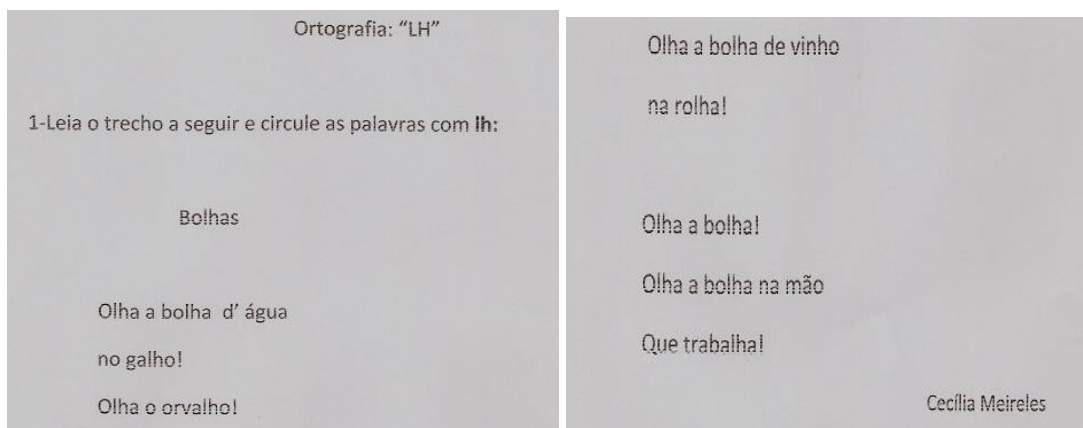 Ortografia: “LH”
1-Leia o trecho a seguir e circule as palavras com lh:
Bolhas
Olha a bolha d’ água
no galho!
Olha o orvalho!
Olha a bolha de vinho
na rolha!
Olha a bolha!
Olha a bolha na mão
Que trabalha!
Cecília Meireles